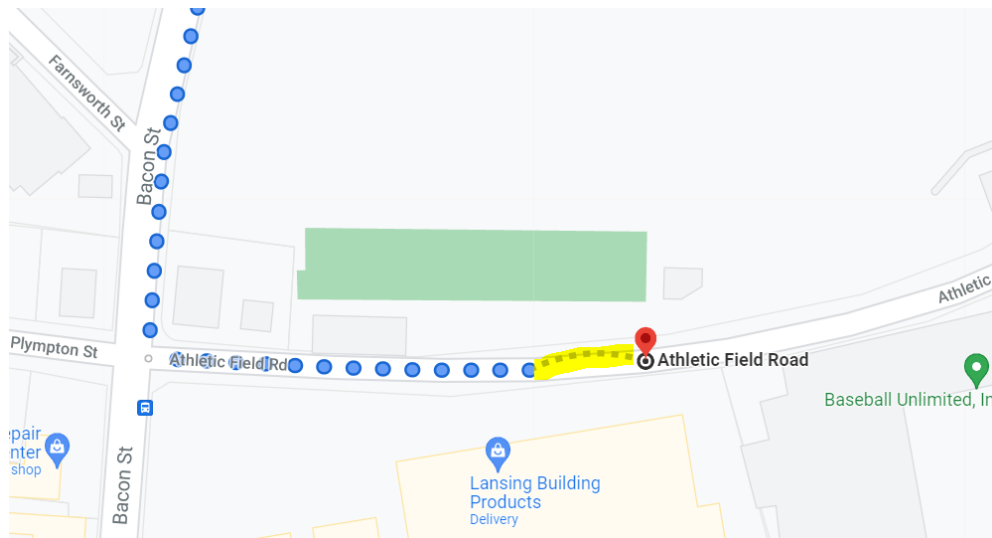 Farnsworth St
Bacon St
Athletic
Plympton St
Athletic Field Rd
Athletic Field Road
Baseball Unlimited, In
epair
nter
shop
Bacon St
Lansing Building
Products
Delivery